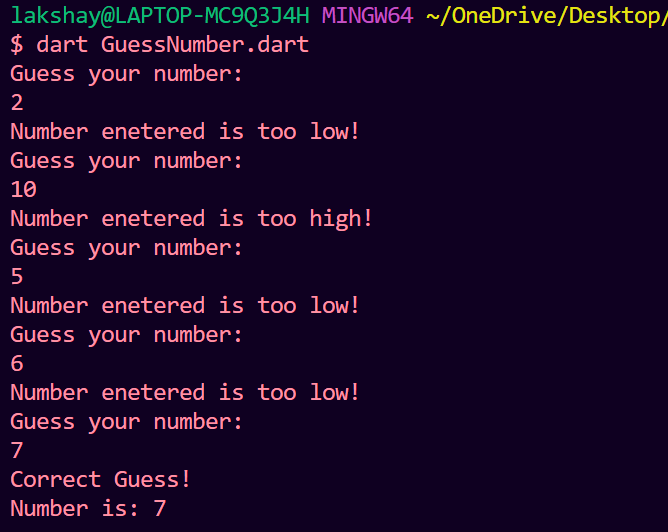 lakshay@LAPTOP-MC9Q3J4H MINGW64 ~/OneDrive/Desktop/
$ dart GuessNumber.dart
Guess your number:
2
Number enetered is too low!
Guess your number:
10
Number enetered is too high!
Guess your number:
5
Number enetered is too low!
Guess your number:
6
Number enetered is too low!
Guess your number:
7
Correct Guess!
Number is: 7